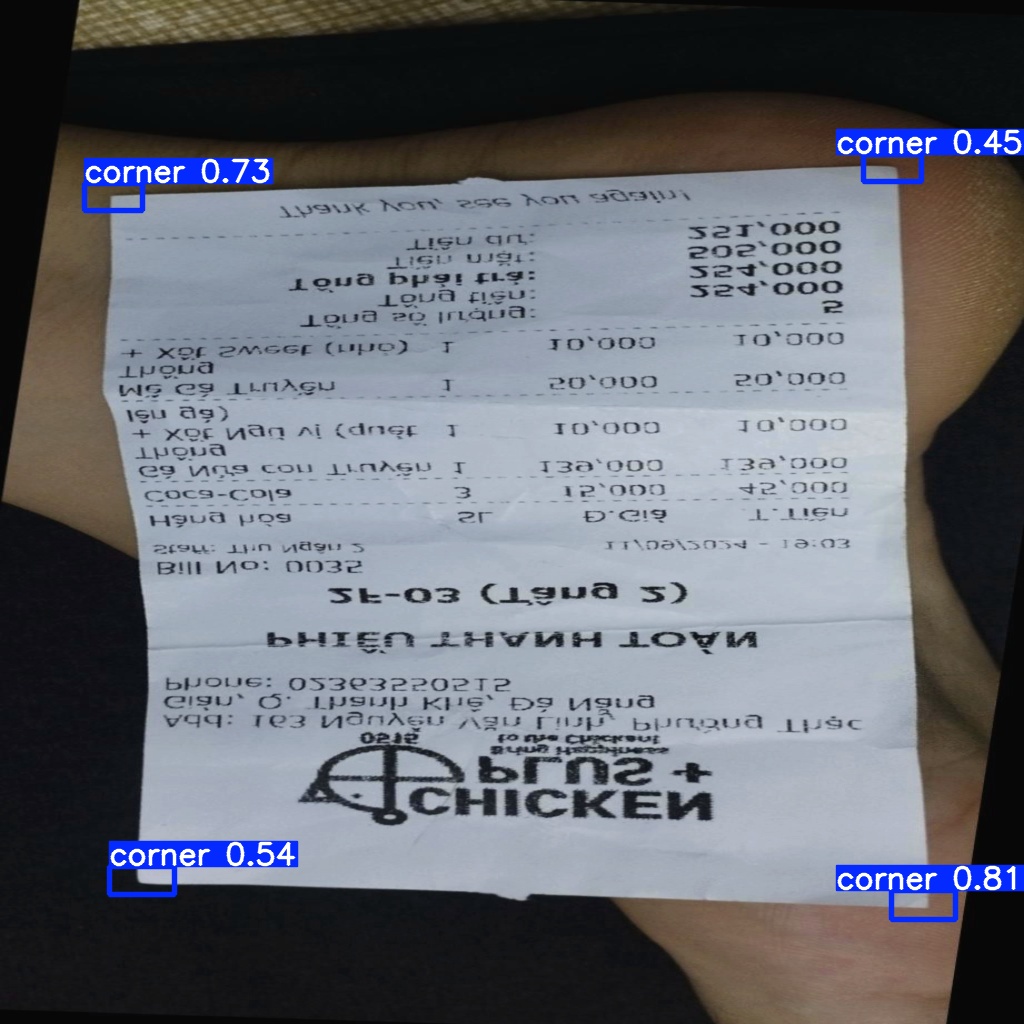 CHICKEN
PLUS +
Bring Happiness
to the Chickent
0515
Add: 163 Nguyễn Văn Linh, Phường Thạc
Gián, Q. Thanh Khê, Đà Nẵng
Phone: 02363550515
PHIẾU THANH TOÁN
2F-03 (Tầng 2)
Bill No: 0035
Staff: Thu Ngân 2 11/09/2024 - 19:03
Hàng hóa SL Đ.Giá T.Tiền
Coca-Cola 3 15,000 45,000
Gà Nửa con Truyền 1 139,000 139,000
Thống
+ Xốt Ngũ vị (quét 1 10,000 10,000
lên gà)
Mề Gà Truyền 1 50,000 50,000
Thống
+ Xốt Sweet (nhỏ) 1 10,000 10,000
Tổng số lượng: 5
Tổng tiền: 254,000
Tổng phải trả: 254,000
Tiền mặt: 505,000
Tiền dư: 251,000
Thank you, see you again!
corner 0.73
corner 0.45
corner 0.54
corner 0.81